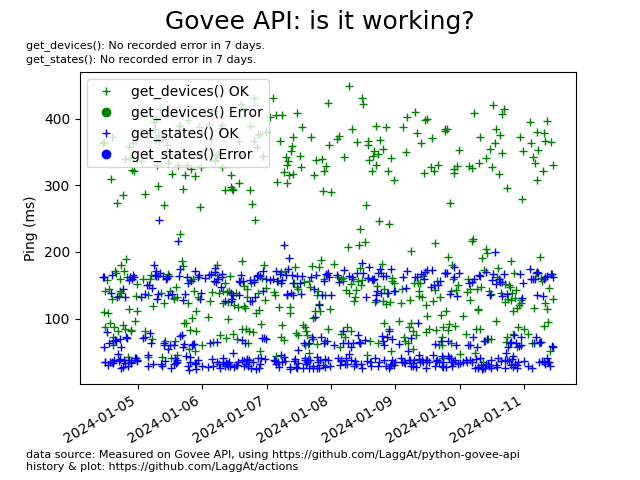 Govee API: is it working?
get_devices(): No recorded error in 7 days.
get_states(): No recorded error in 7 days.
get_devices() OK
get_devices() Error
get_states() OK
get_states() Error
Ping (ms)
400
300
200
100
2024-01-05
2024-01-06
2024-01-07
2024-01-08
2024-01-09
2024-01-10
2024-01-11
data source: Measured on Govee API, using https://github.com/LaggAt/python-govee-api
history & plot: https://github.com/LaggAt/actions